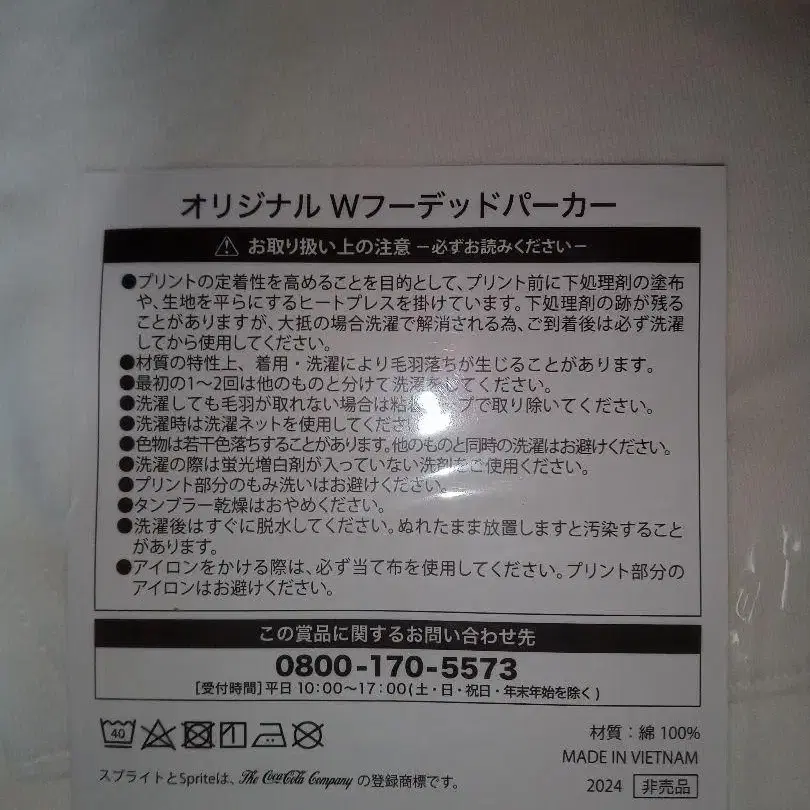 オリジナル Wフーデッドパーカー
お取り扱い上の注意 －必ずお読みください－
●プリントの定着性を高めることを目的として、プリント前に下処理剤の塗布
や、生地を平らにするヒートプレスを掛けています。下処理剤の跡が残る
ことがありますが、大抵の場合洗濯で解消される為、ご到着後は必ず洗濯
してから使用してください。
●材質の特性上、着用・洗濯により毛羽落ちが生じることがあります。
●最初の1～2回は他のものと分けて洗濯をしてください。
●洗濯しても毛羽が取れない場合は粘着 プで取り除いてください。
●洗濯時は洗濯ネットを使用してくださ
●色物は若干色落ちすることがあります。他のものと同時の洗濯はお避けください。
●洗濯の際は蛍光増白剤が入っていない洗剤をご使用ください。
●プリント部分のもみ洗いはお避けください。
●タンブラー乾燥はおやめください。
●洗濯後はすぐに脱水してください。ぬれたまま放置しますと汚染すること
があります。
●アイロンをかける際は、必ず当て布を使用してください。プリント部分の
アイロンはお避けください。
この賞品に関するお問い合わせ先
0800-170-5573
［受付時間］平日 10:00～17:00(土・日・祝日・年末年始を除く)
40
材質：綿 100%
MADE IN VIETNAM
スプライトとSpriteは、The Coca-Cola Company の登録商標です。
2024 非売品